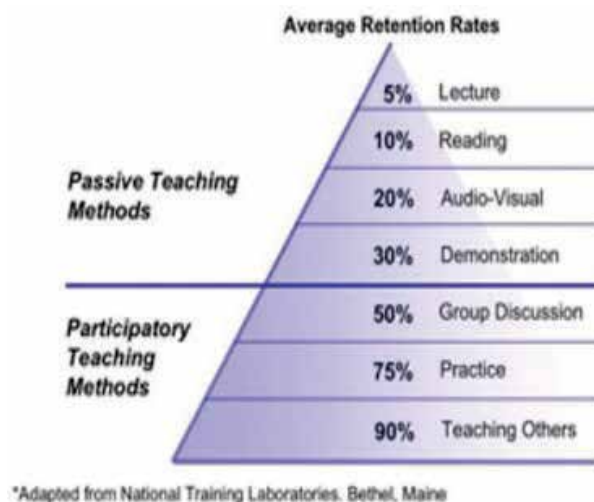 Average Retention Rates
5% Lecture
10% Reading
Passive Teaching
Methods
20% Audio-Visual
30% Demonstration
Participatory
Teaching
Methods
50% Group Discussion
75% Practice
90% Teaching Others
*Adapted from National Training Laboratories. Bethel, Maine